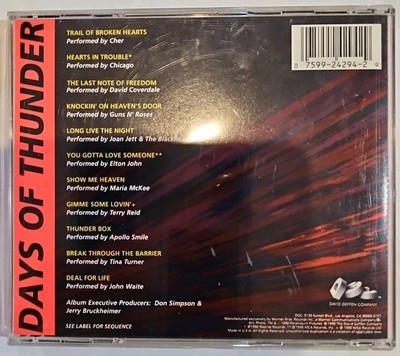 DAYS OF THUNDER
TRAIL OF BROKEN HEARTS
Performed by Cher
HEARTS IN TROUBLE*
Performed by Chicago
THE LAST NOTE OF FREEDOM
Performed by David Coverdale
KNOCKIN' ON HEAVEN'S DOOR
Performed by Guns N' Roses
LONG LIVE THE NIGHT
Performed by Joan Jett & The Black
YOU GOTTA LOVE SOMEONE**
Performed by Elton John
SHOW ME HEAVEN
Performed by Maria McKee
GIMME SOME LOVIN'+
Performed by Terry Reid
THUNDER BOX
Performed by Apollo Smile
BREAK THROUGH THE BARRIER
Performed by Tina Turner
DEAL FOR LIFE
Performed by John Waite
Album Executive Producers: Don Simpson &
Jerry Bruckheimer
SEE LABEL FOR SEQUENCE
0 7599-24294-2 9
DAVID GEFFEN COMPANY